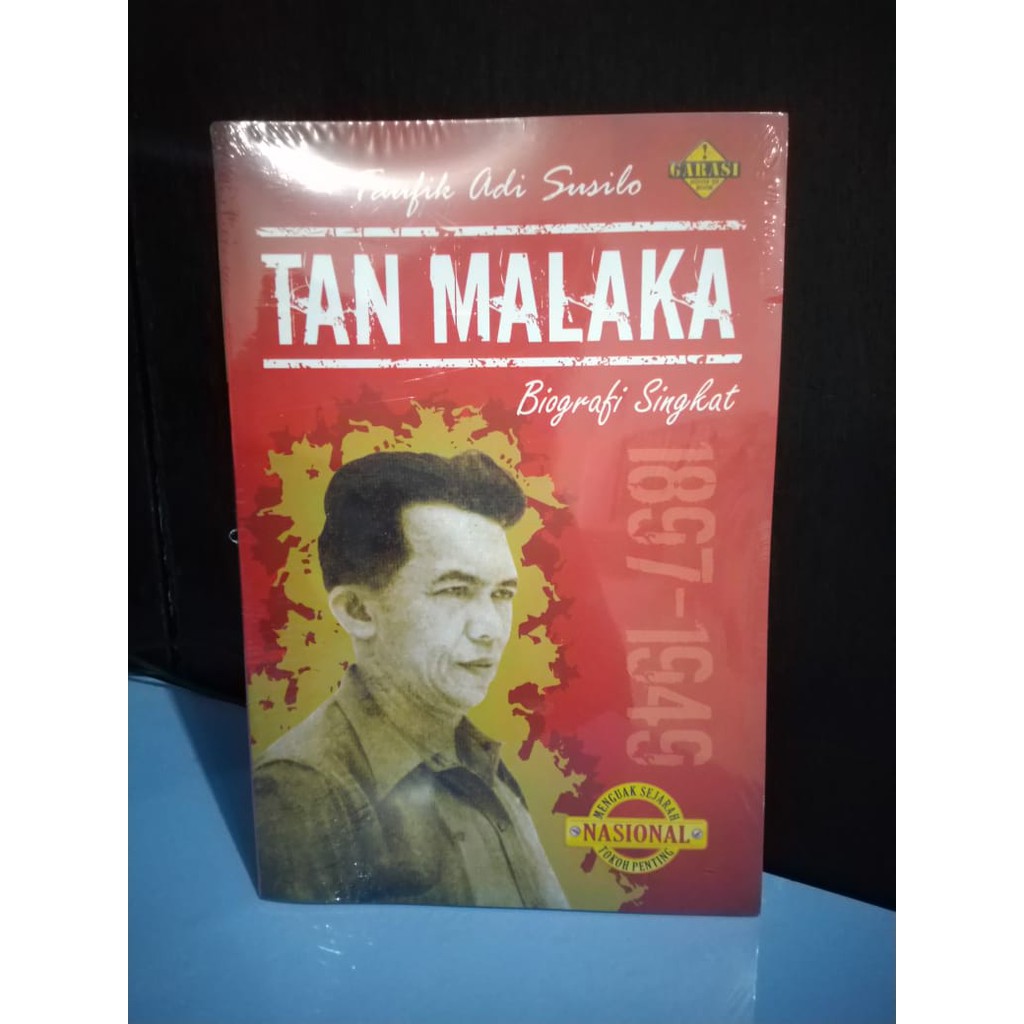 Taufik Adi Susilo
GARASI
TAN MALAKA
Biografi Singkat
1897-1949
MENGUAK SEJARAH
NASIONAL
TOKOH PENTING